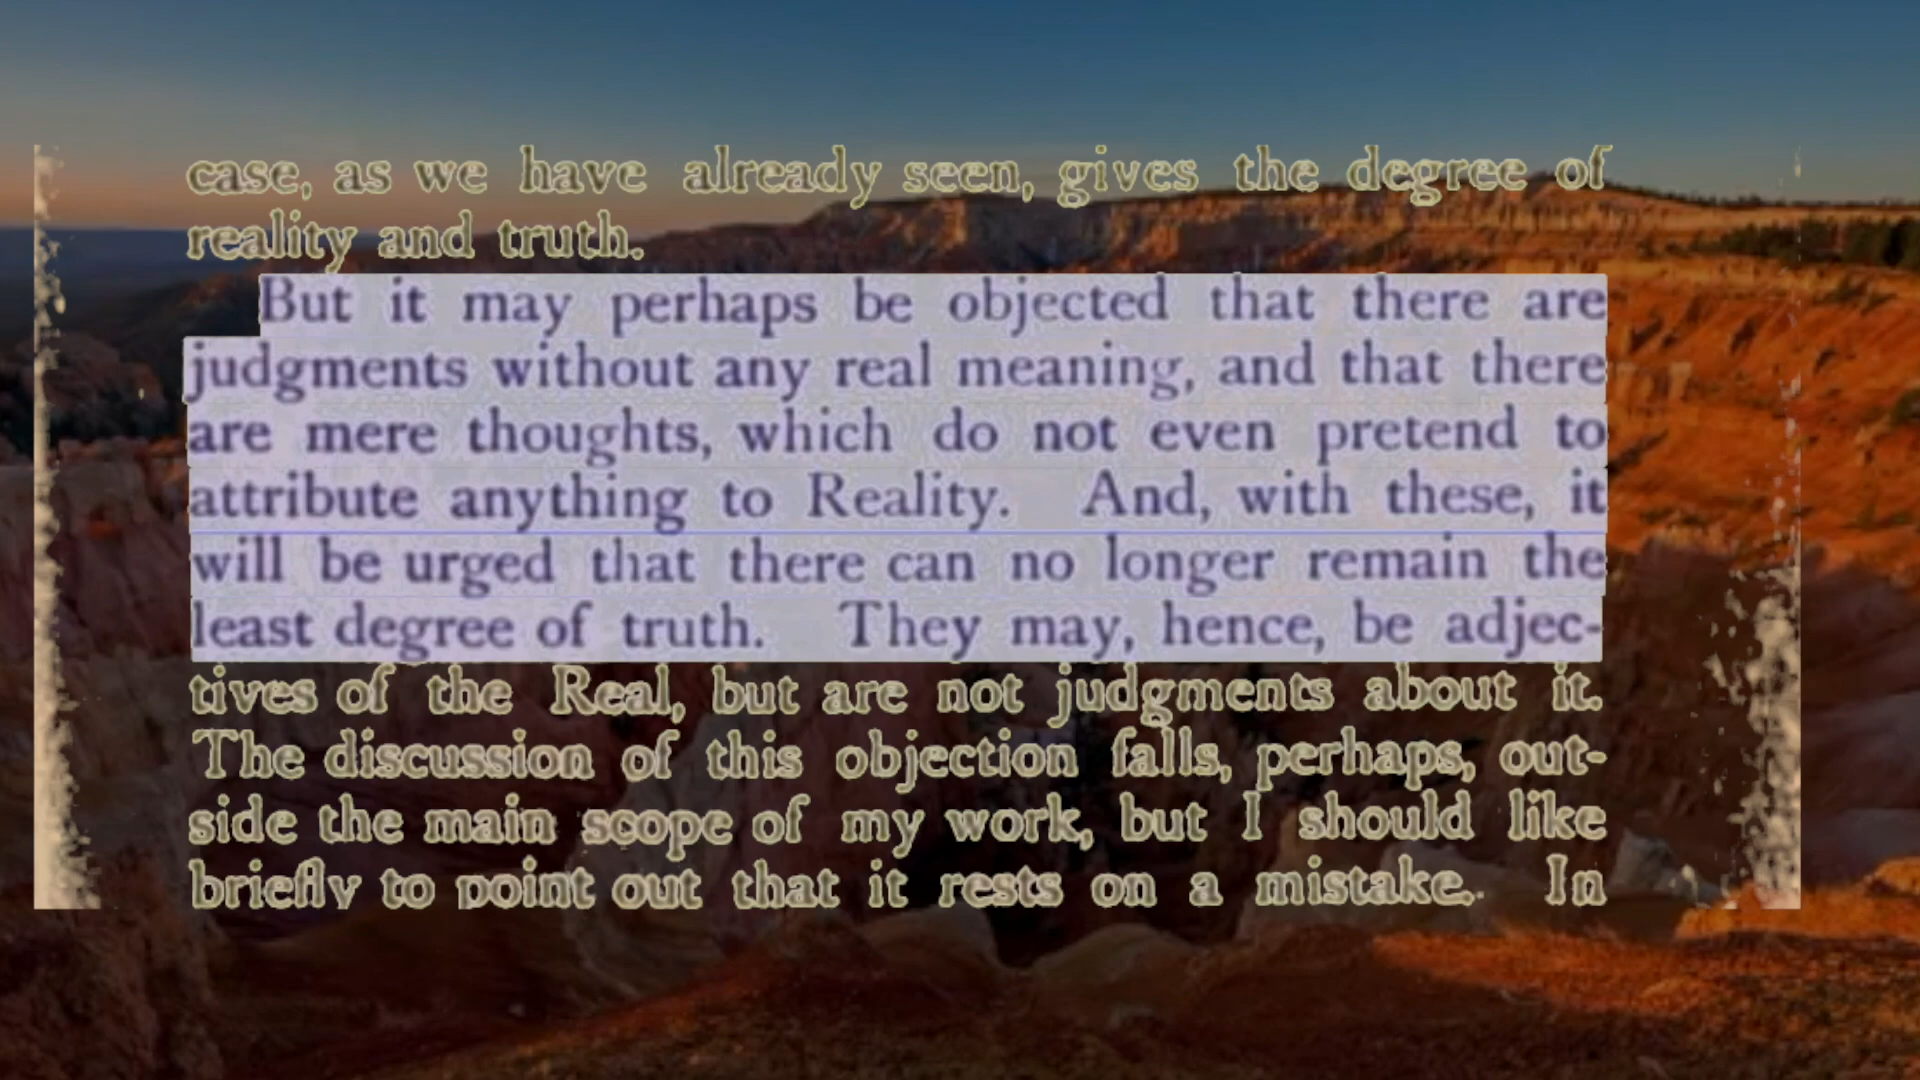 case, as we have already seen, gives the degree of
reality and truth.
But it may perhaps be objected that there are
judgments without any real meaning, and that there
are mere thoughts, which do not even pretend to
attribute anything to Reality. And, with these, it
will be urged that there can no longer remain the
least degree of truth. They may, hence, be adjec-
tives of the Real, but are not judgments about it.
The discussion of this objection falls, perhaps, out-
side the main scope of my work, but I should like
briefly to point out that it rests on a mistake. In